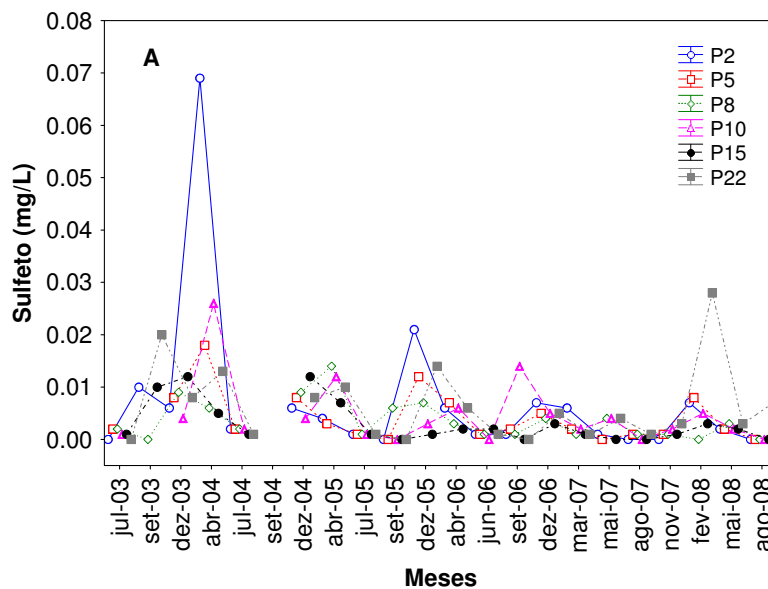 A
P2
P5
P8
P10
P15
P22
Sulfeto (mg/L)
0.08
0.07
0.06
0.05
0.04
0.03
0.02
0.01
0.00
jul-03
set-03
dez-03
abr-04
jul-04
dez-04
abr-05
jul-05
set-05
dez-05
abr-06
jun-06
set-06
dez-06
mar-07
mai-07
ago-07
nov-07
fev-08
mai-08
ago-08
Meses